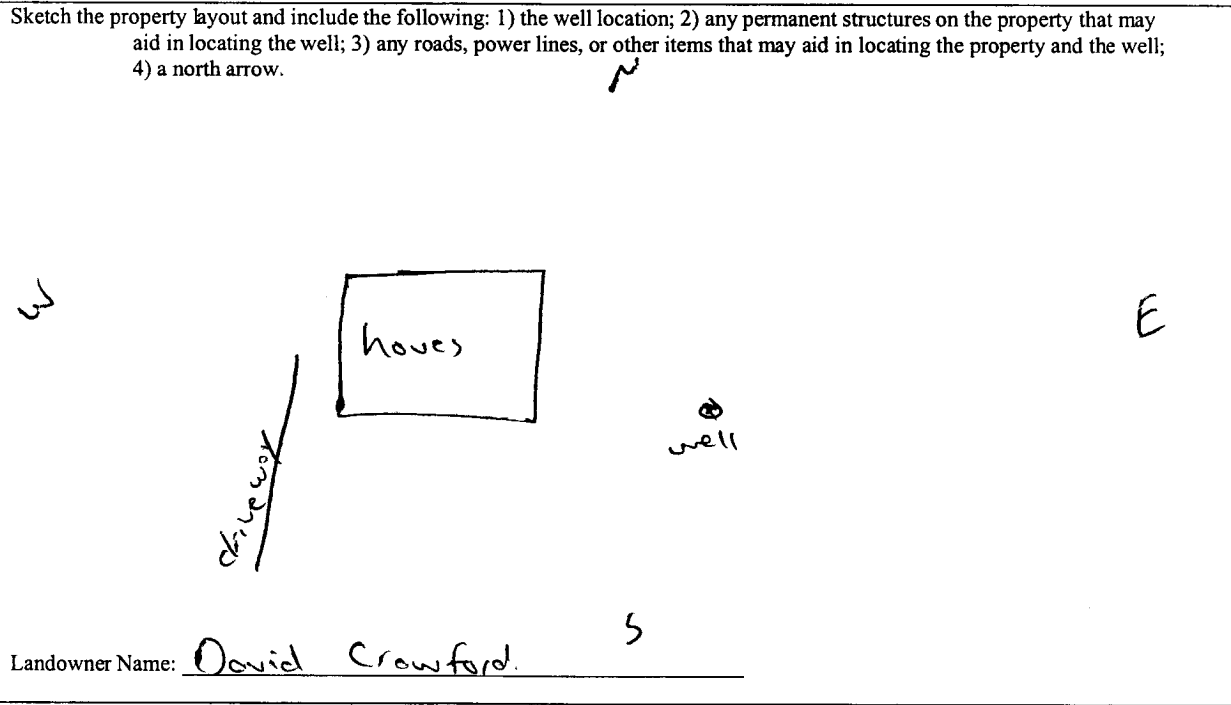 Sketch the property layout and include the following: 1) the well location; 2) any permanent structures on the property that may
aid in locating the well; 3) any roads, power lines, or other items that may aid in locating the property and the well;
4) a north arrow.
N
W
E
houes
well
driveway
S
Landowner Name: David Crowford.